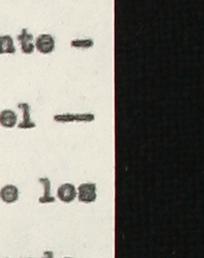 nte -
el —
e los